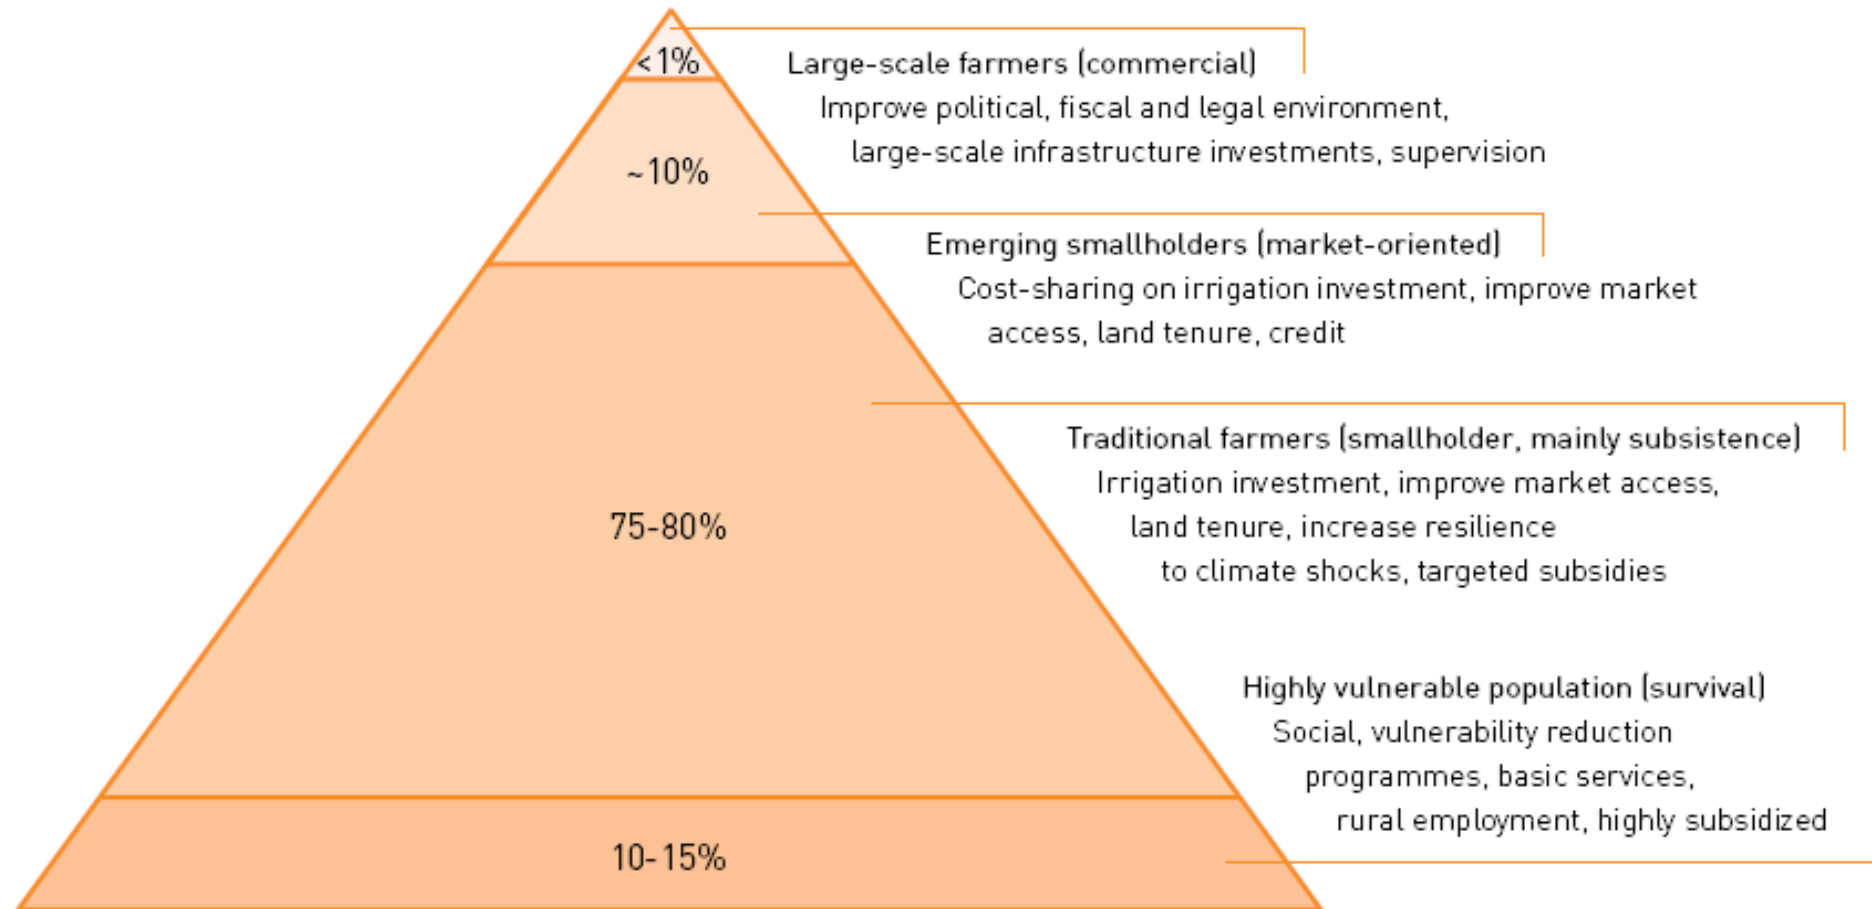 <1%
Large-scale farmers (commercial)
Improve political, fiscal and legal environment,
large-scale infrastructure investments, supervision
~10%
Emerging smallholders (market-oriented)
Cost-sharing on irrigation investment, improve market
access, land tenure, credit
75-80%
Traditional farmers (smallholder, mainly subsistence)
Irrigation investment, improve market access,
land tenure, increase resilience
to climate shocks, targeted subsidies
10-15%
Highly vulnerable population (survival)
Social, vulnerability reduction
programmes, basic services,
rural employment, highly subsidized